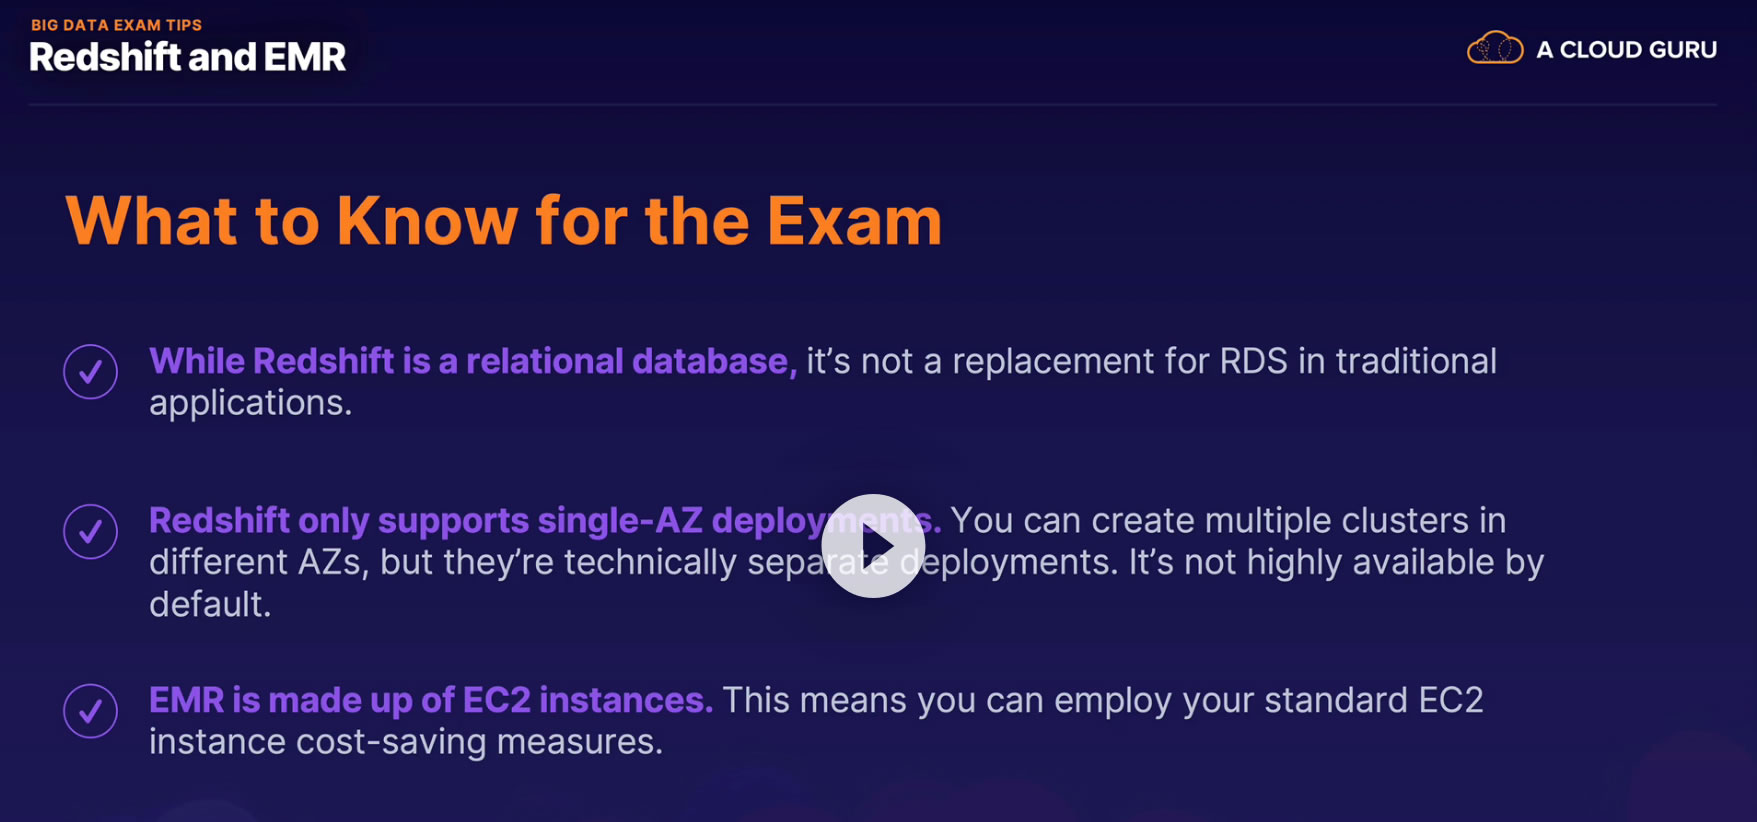 BIG DATA EXAM TIPS
Redshift and EMR
A CLOUD GURU
What to Know for the Exam
While Redshift is a relational database, it’s not a replacement for RDS in traditional
applications.
Redshift only supports single-AZ deployments. You can create multiple clusters in
different AZs, but they’re technically separate deployments. It’s not highly available by
default.
EMR is made up of EC2 instances. This means you can employ your standard EC2
instance cost-saving measures.